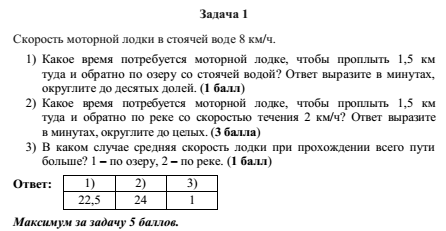 Задача 1
Скорость моторной лодки в стоячей воде 8 км/ч.
1) Какое время потребуется моторной лодке, чтобы проплыть 1,5 км
туда и обратно по озеру со стоячей водой? Ответ выразите в минутах,
округлите до десятых долей. (1 балл)
2) Какое время потребуется моторной лодке, чтобы проплыть 1,5 км
туда и обратно по реке со скоростью течения 2 км/ч? Ответ выразите
в минутах, округлите до целых. (3 балла)
3) В каком случае средняя скорость лодки при прохождении всего пути
больше? 1 – по озеру, 2 – по реке. (1 балл)
Ответ: 1) 2) 3)
22,5 24 1
Максимум за задачу 5 баллов.